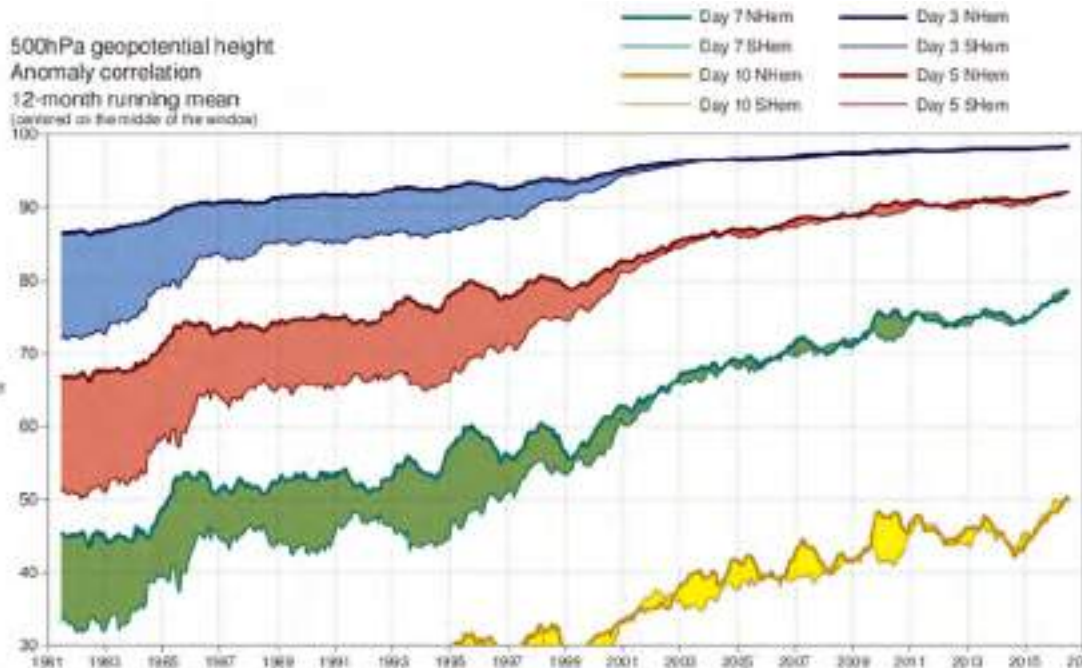 500hPa geopotential height
Anomaly correlation
12-month running mean
(centered on the middle of the window)
Day 7 NHem
Day 7 SHem
Day 10 NHem
Day 10 SHem
Day 3 NHem
Day 3 SHem
Day 5 NHem
Day 5 SHem
100
90
80
70
60
50
40
30
1981 1983 1985 1987 1989 1991 1993 1995 1997 1999 2001 2003 2005 2007 2009 2011 2013 2015